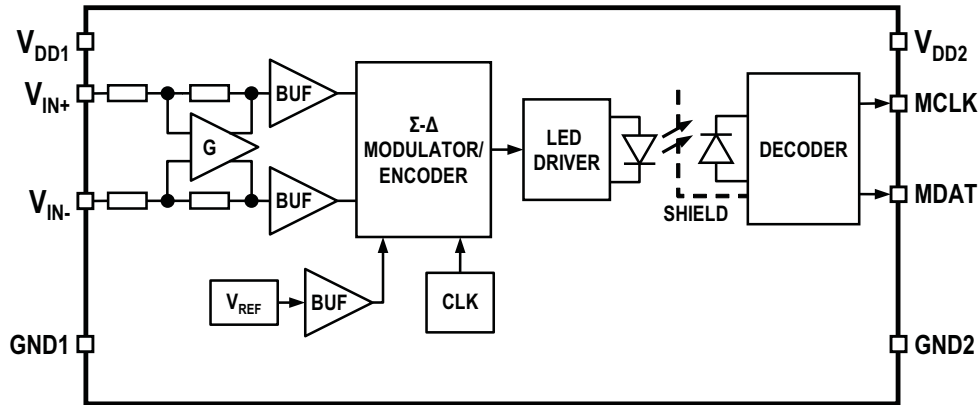 VDD1
VDD2
VIN+
BUF
MCLK
G
Σ-Δ
MODULATOR/
ENCODER
LED
DRIVER
DECODER
VIN-
BUF
SHIELD
MDAT
VREF
BUF
CLK
GND1
GND2